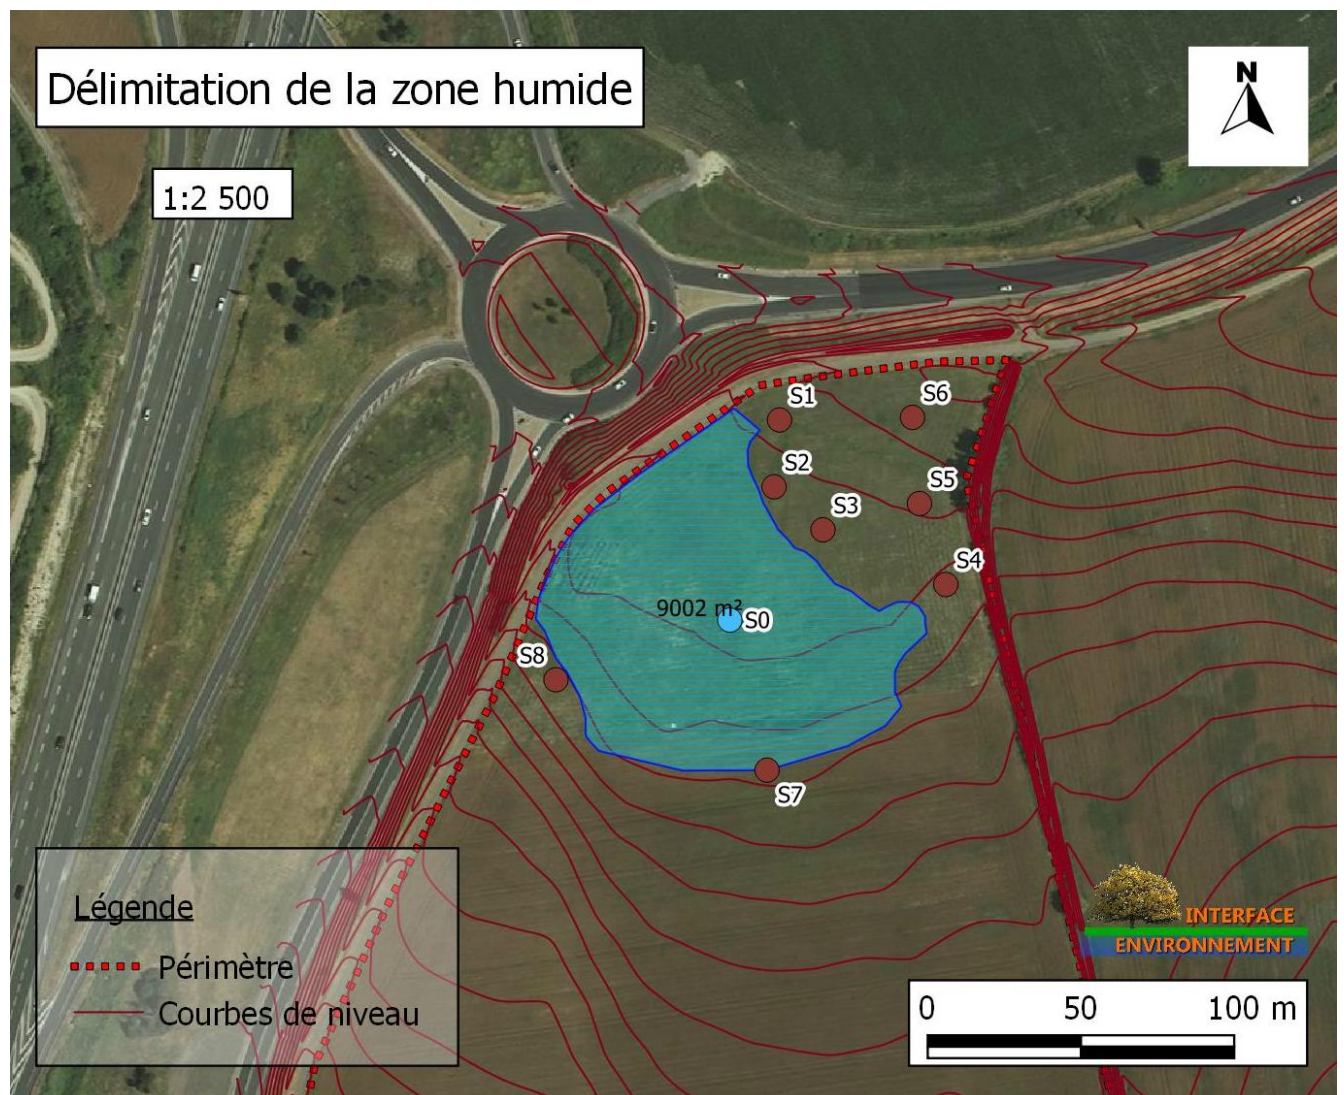 Délimitation de la zone humide
N
1:2 500
S1
S6
S2
S5
S3
S4
9002 m²
S0
S8
S7
Légende
Périmètre
Courbes de niveau
INTERFACE
ENVIRONNEMENT
0 50 100 m